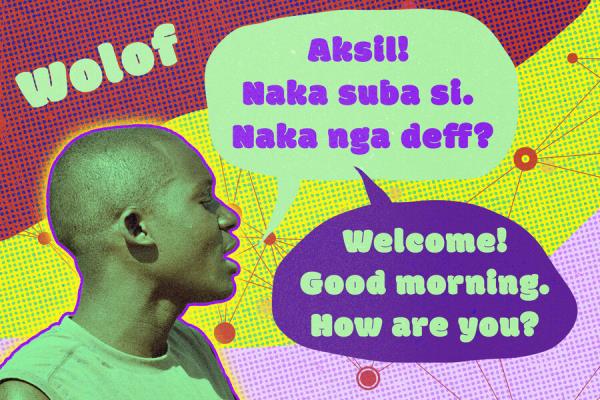 Wolof
Aksil!
Naka suba si.
Naka nga deff?
Welcome!
Good morning.
How are you?